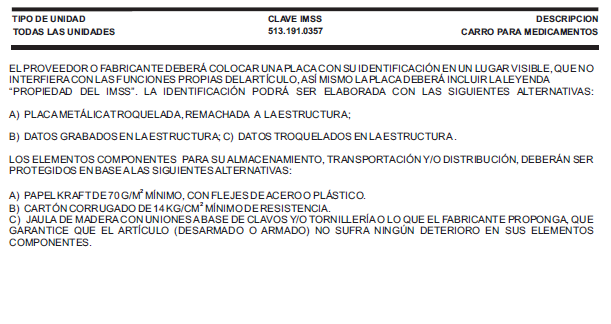 TIPO DE UNIDAD CLAVE IMSS DESCRIPCION
TODAS LAS UNIDADES 513.191.0357 CARRO PARA MEDICAMENTOS
EL PROVEEDOR O FABRICANTE DEBERÁ COLOCAR UNA PLACA CON SU IDENTIFICACIÓN EN UN LUGAR VISIBLE, QUE NO
INTERFIERA CON LAS FUNCIONES PROPIAS DEL ARTÍCULO, ASÍ MISMO LA PLACA DEBERÁ INCLUIR LA LEYENDA
“PROPIEDAD DEL IMSS”. LA IDENTIFICACIÓN PODRÁ SER ELABORADA CON LAS SIGUIENTES ALTERNATIVAS:
A) PLACA METÁLICA TROQUELADA, REMACHADA A LA ESTRUCTURA;
B) DATOS GRABADOS EN LA ESTRUCTURA; C) DATOS TROQUELADOS EN LA ESTRUCTURA .
LOS ELEMENTOS COMPONENTES PARA SU ALMACENAMIENTO, TRANSPORTACIÓN Y/O DISTRIBUCIÓN, DEBERÁN SER
PROTEGIDOS EN BASE A LAS SIGUIENTES ALTERNATIVAS:
A) PAPEL KRAFT DE 70 G/M² MÍNIMO, CON FLEJES DE ACERO O PLÁSTICO.
B) CARTÓN CORRUGADO DE 14 KG/CM² MÍNIMO DE RESISTENCIA.
C) JAULA DE MADERA CON UNIONES A BASE DE CLAVOS Y/O TORNILLERÍA O LO QUE EL FABRICANTE PROPONGA, QUE
GARANTICE QUE EL ARTÍCULO (DESARMADO O ARMADO) NO SUFRA NINGÚN DETERIORO EN SUS ELEMENTOS
COMPONENTES.